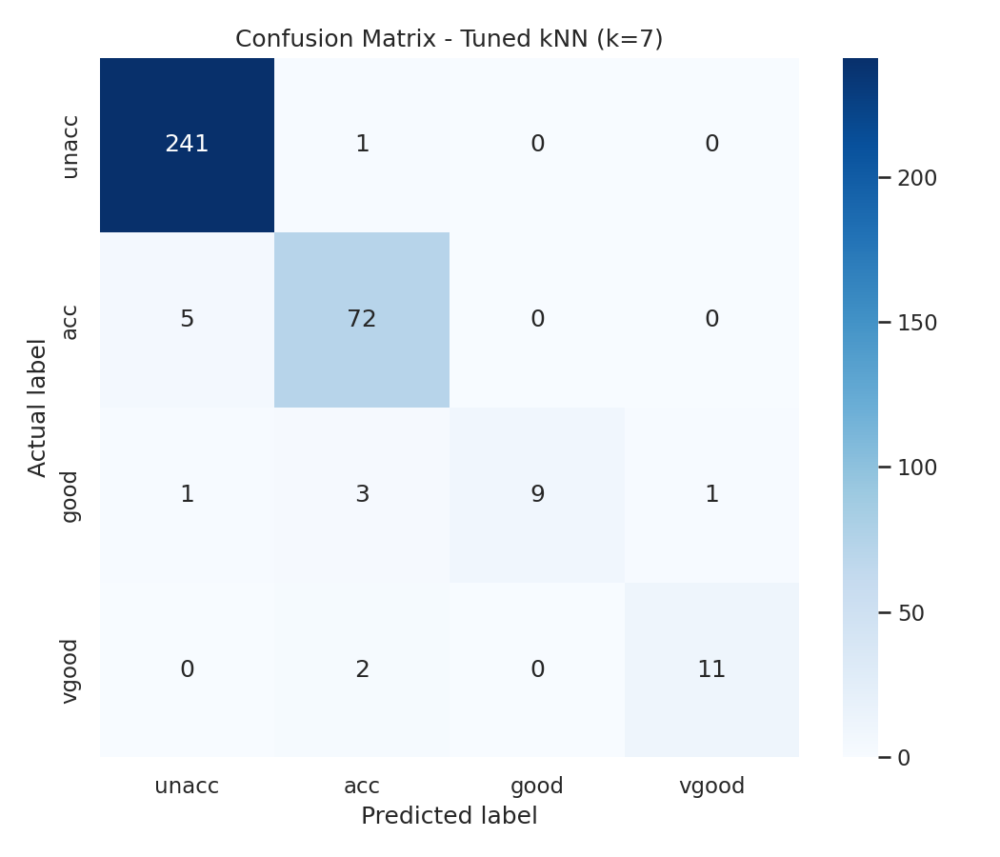 Confusion Matrix - Tuned kNN (k=7)
Actual label
unacc 241 1 0 0
acc 5 72 0 0
good 1 3 9 1
vgood 0 2 0 11
unacc acc good vgood
Predicted label
200
150
100
50
0